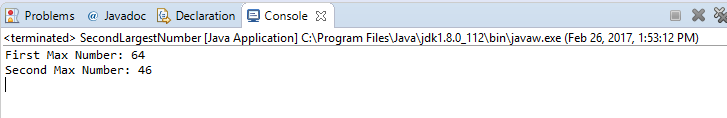 Problems @ Javadoc Declaration Console
<terminated> SecondLargestNumber [Java Application] C:\Program Files\Java\jdk1.8.0_112\bin\javaw.exe (Feb 26, 2017, 1:53:12 PM)
First Max Number: 64
Second Max Number: 46